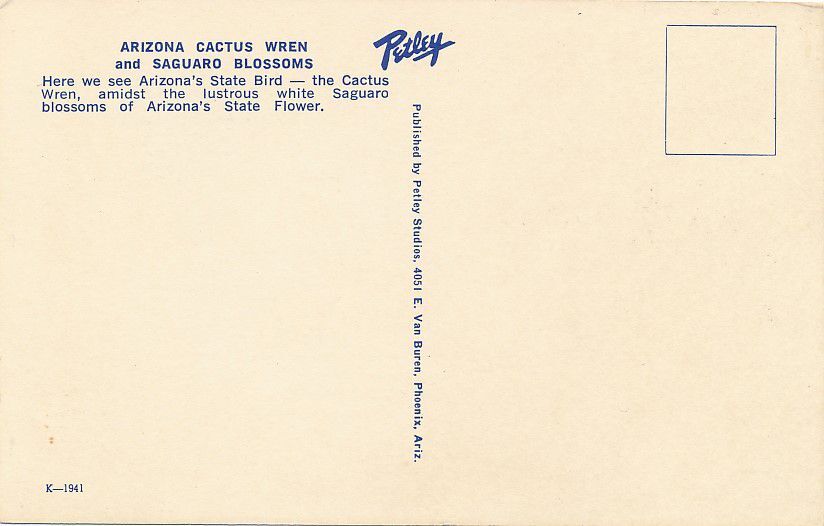 ARIZONA CACTUS WREN
and SAGUARO BLOSSOMS
Here we see Arizona's State Bird — the Cactus
Wren, amidst the lustrous white Saguaro
blossoms of Arizona's State Flower.
Petley
Published by Petley Studios, 4051 E. Van Buren, Phoenix, Ariz.
K—1941